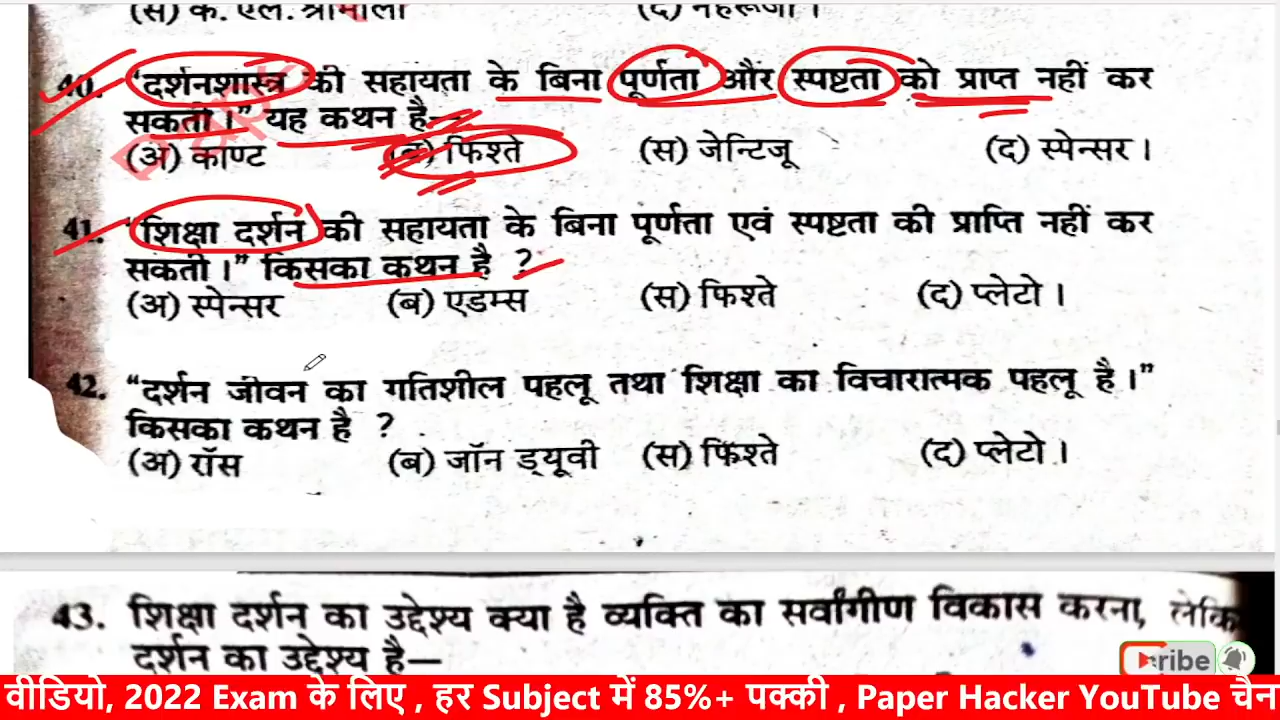 (स) के. एल. श्रीमाली (द) नेहरूजी ।
40. "दर्शनशास्त्र की सहायता के बिना पूर्णता और स्पष्टता को प्राप्त नहीं कर
सकती ।" यह कथन है—
(अ) काण्ट (ब) फिश्ते (स) जेन्टिजू (द) स्पेन्सर ।
41. "शिक्षा दर्शन की सहायता के बिना पूर्णता एवं स्पष्टता की प्राप्ति नहीं कर
सकती ।" किसका कथन है ?
(अ) स्पेन्सर (ब) एडम्स (स) फिश्ते (द) प्लेटो ।
42. "दर्शन जीवन का गतिशील पहलू तथा शिक्षा का विचारात्मक पहलू है ।"
किसका कथन है ?
(अ) रॉस (ब) जॉन ड्यूवी (स) फिश्ते (द) प्लेटो ।
43. शिक्षा दर्शन का उद्देश्य क्या है व्यक्ति का सर्वांगीण विकास करना, लेकि
दर्शन का उद्देश्य है—
ribe
वीडियो, 2022 Exam के लिए , हर Subject में 85%+ पक्की , Paper Hacker YouTube चैन